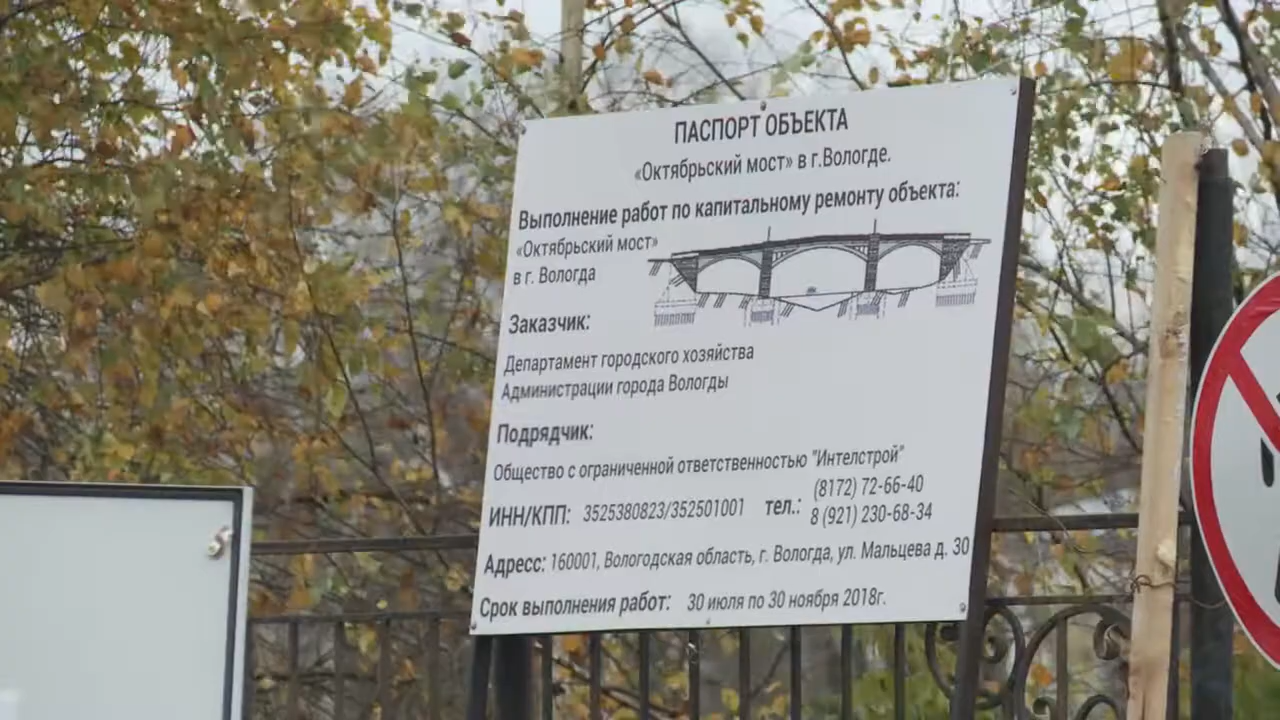 ПАСПОРТ ОБЪЕКТА
«Октябрьский мост» в г.Вологде.
Выполнение работ по капитальному ремонту объекта:
«Октябрьский мост»
в г. Вологда
Заказчик:
Департамент городского хозяйства
Администрации города Вологды
Подрядчик:
Общество с ограниченной ответственностью "Интелстрой"
ИНН/КПП: 3525380823/352501001 тел.: (8172) 72-66-40
8 (921) 230-68-34
Адрес: 160001, Вологодская область, г. Вологда, ул. Мальцева д. 30
Срок выполнения работ: 30 июля по 30 ноября 2018г.